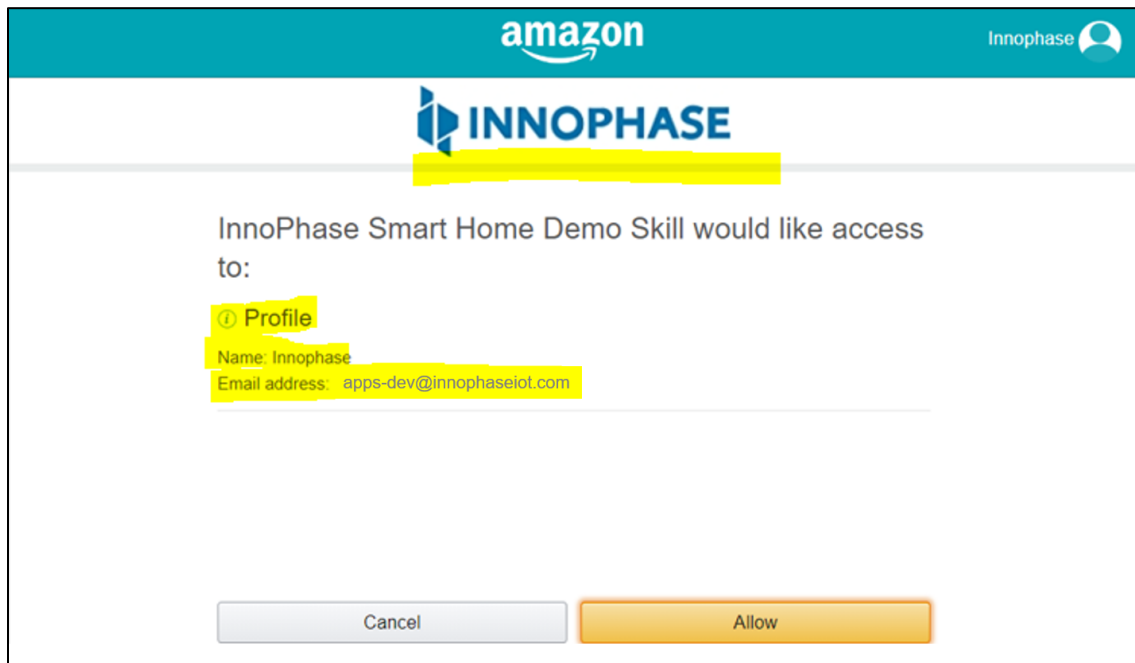 amazon
Innophase
INNOPHASE
InnoPhase Smart Home Demo Skill would like access
to:
Profile
Name: Innophase
Email address: apps-dev@innophaseiot.com
Cancel
Allow